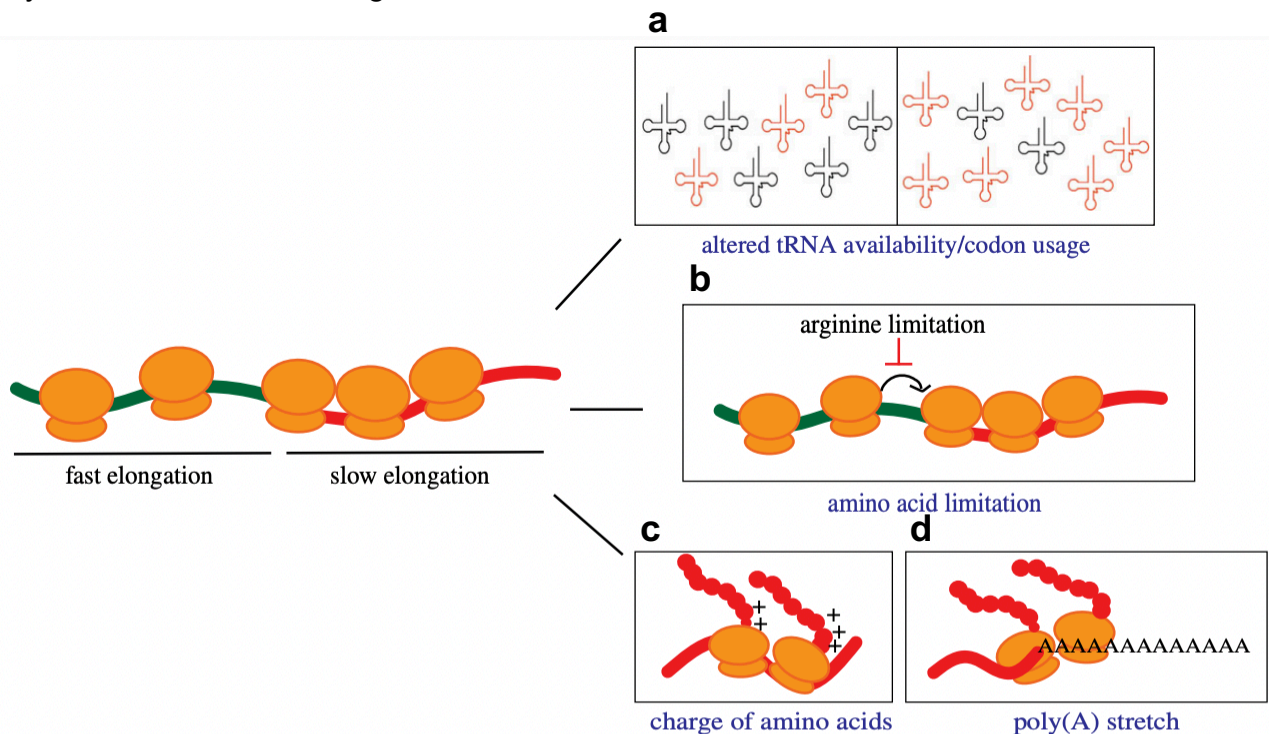 a
altered tRNA availability/codon usage
b
arginine limitation
fast elongation
slow elongation
amino acid limitation
c
d
+
+
+
+
+
AAAAAAAAAAAAA
charge of amino acids
poly(A) stretch